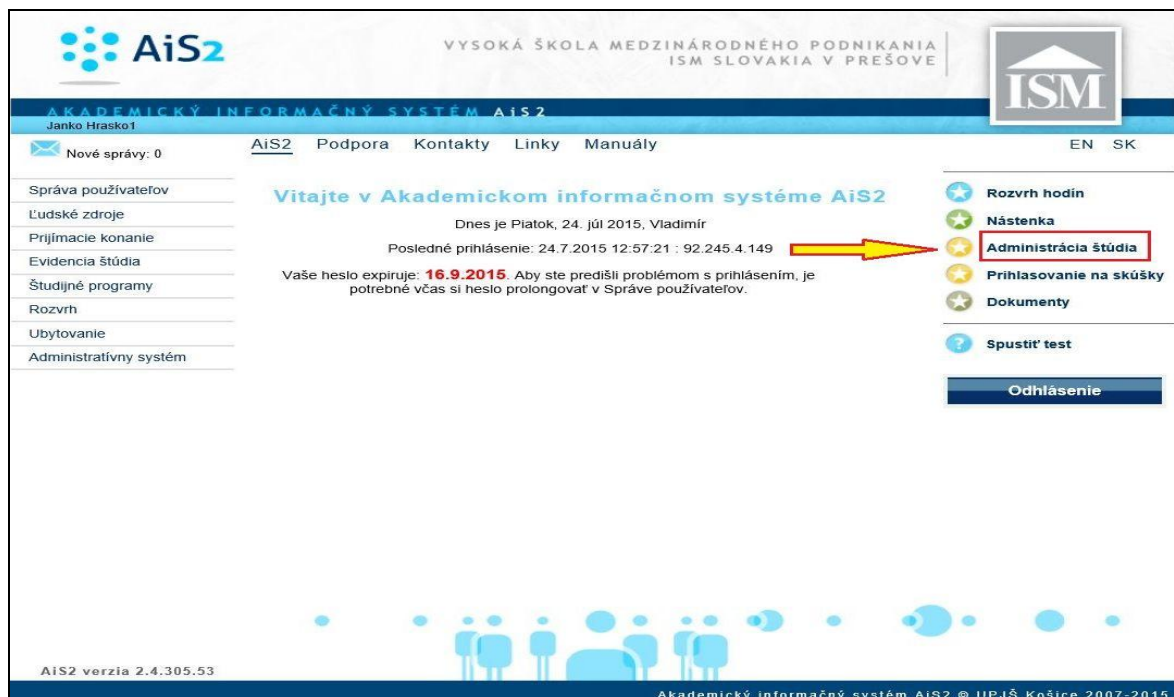 AiS2
VYSOKÁ ŠKOLA MEDZINÁRODNÉHO PODNIKANIA
ISM SLOVAKIA V PREŠOVE
ISM
AKADEMICKÝ INFORMAČNÝ SYSTÉM AiS2
Janko Hrasko1
Nové správy: 0
AiS2 Podpora Kontakty Linky Manuály
EN SK
Správa používateľov
Ľudské zdroje
Prijímacie konanie
Evidencia štúdia
Študijné programy
Rozvrh
Ubytovanie
Administratívny systém
Vitajte v Akademickom informačnom systéme AiS2
Dnes je Piatok, 24. júl 2015, Vladimír
Posledné prihlásenie: 24.7.2015 12:57:21 : 92.245.4.149
Vaše heslo expiruje: 16.9.2015. Aby ste predišli problémom s prihlásením, je
potrebné včas si heslo prolongovať v Správe používateľov.
Rozvrh hodín
Nástenka
Administrácia štúdia
Prihlasovanie na skúšky
Dokumenty
Spustiť test
Odhlásenie
AiS2 verzia 2.4.305.53
Akademický informačný systém AiS2 © UPJŠ Košice 2007-2015